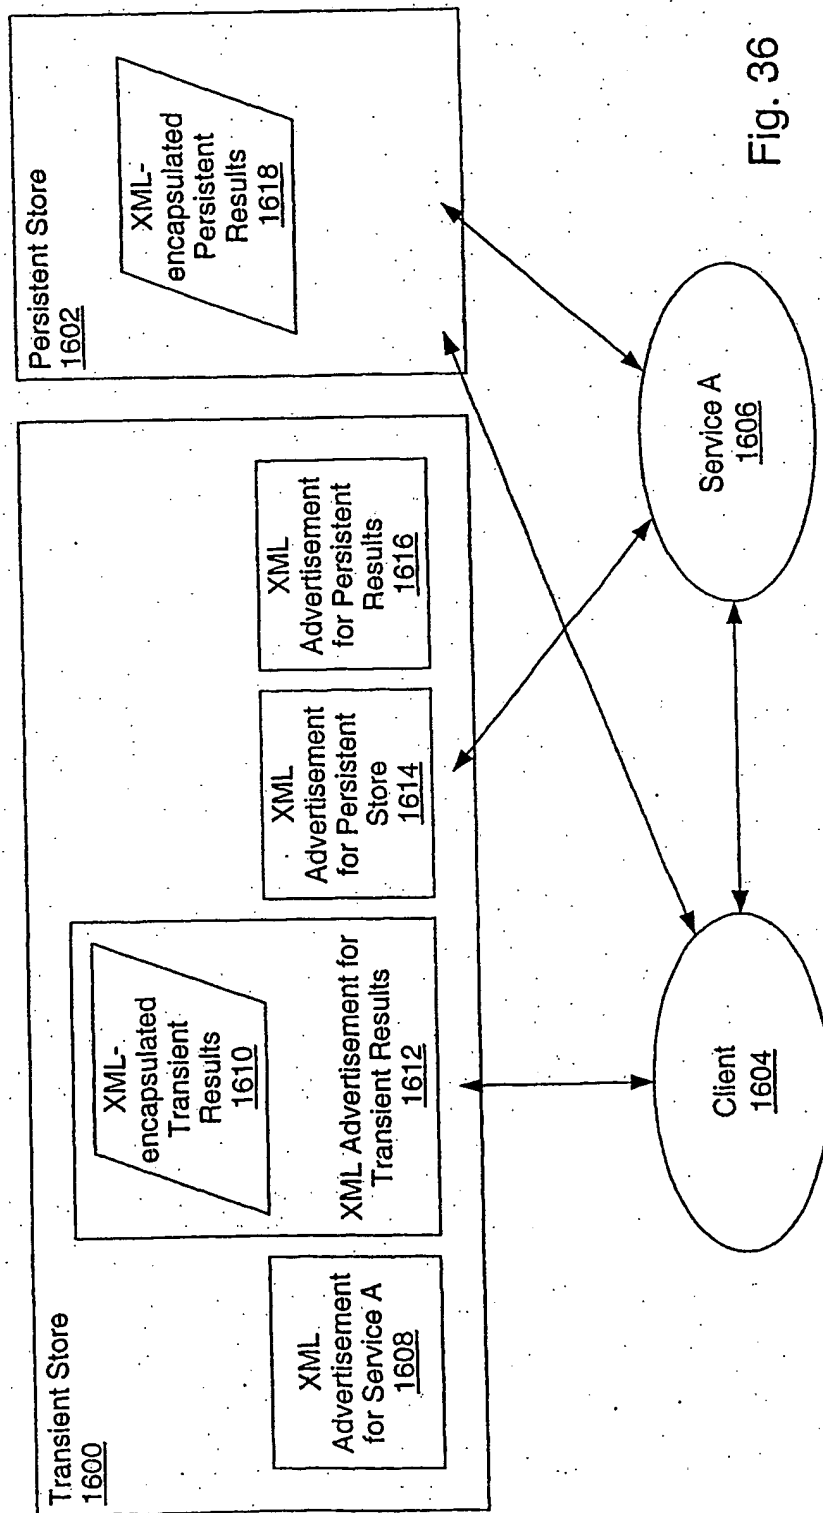 Transient Store
1600
XML
Advertisement
for Service A
1608
XML-
encapsulated
Transient
Results
1610
XML Advertisement for
Transient Results
1612
XML
Advertisement
for Persistent
Store
1614
XML
Advertisement
for Persistent
Results
1616
Persistent Store
1602
XML-
encapsulated
Persistent
Results
1618
Client
1604
Service A
1606
Fig. 36